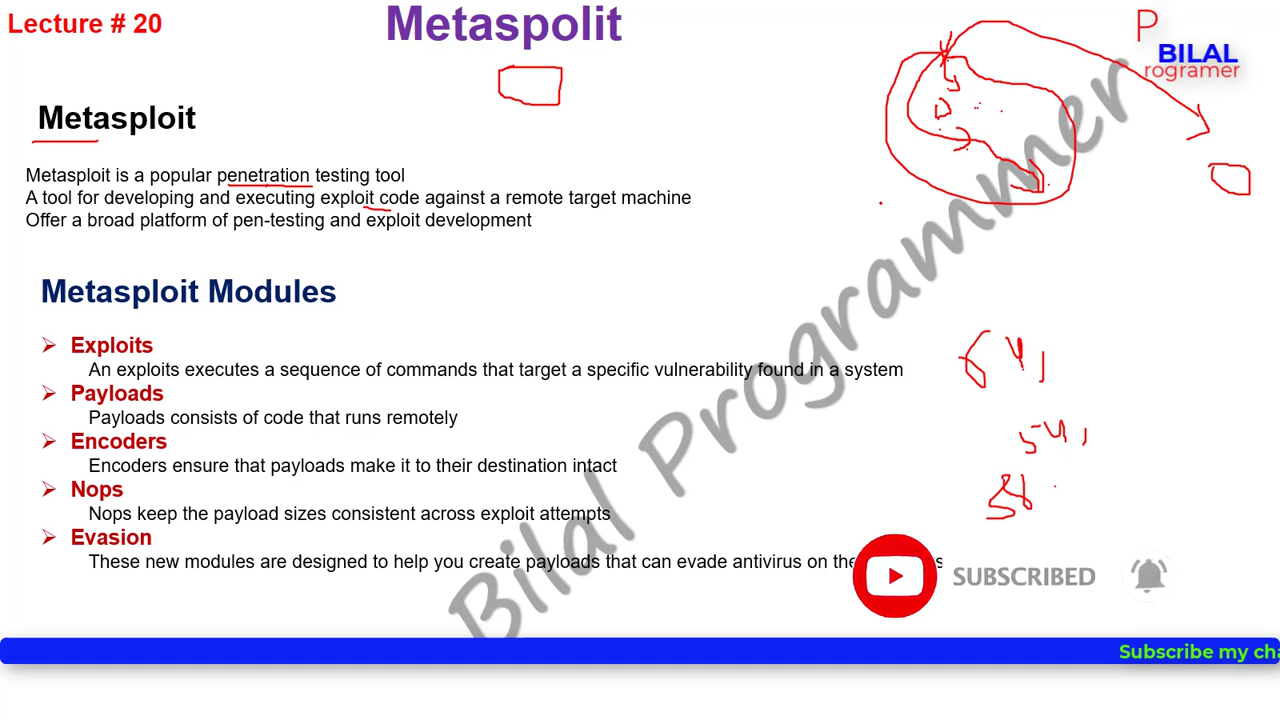 Lecture # 20
Metaspolit
P
BILAL
rogramer
Metasploit
Metasploit is a popular penetration testing tool
A tool for developing and executing exploit code against a remote target machine
Offer a broad platform of pen-testing and exploit development
Metasploit Modules
Exploits
An exploits executes a sequence of commands that target a specific vulnerability found in a system
Payloads
Payloads consists of code that runs remotely
Encoders
Encoders ensure that payloads make it to their destination intact
Nops
Nops keep the payload sizes consistent across exploit attempts
Evasion
These new modules are designed to help you create payloads that can evade antivirus on the
SUBSCRIBED
Bilal Programmer
Subscribe my cha